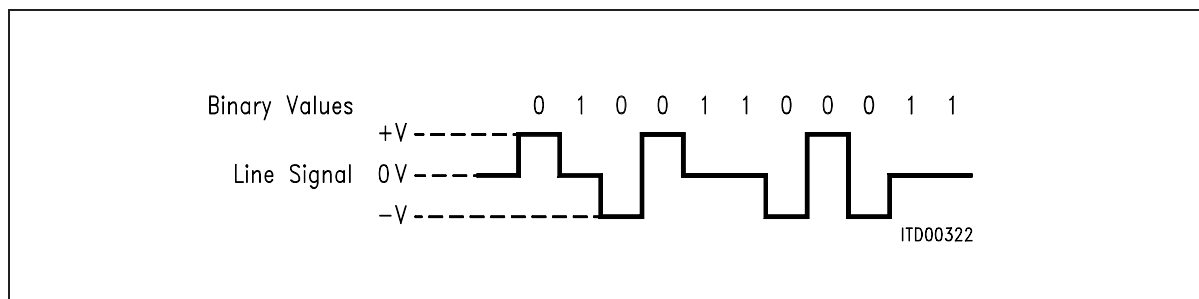 Binary Values 0 1 0 0 1 1 0 0 0 1 1
+V
Line Signal 0 V
−V
ITD00322